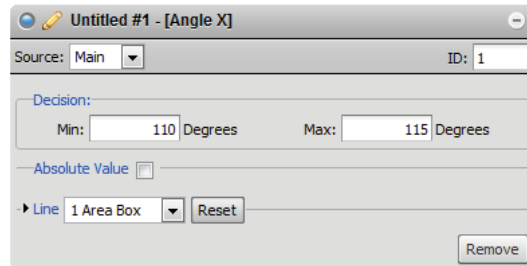 Untitled #1 - [Angle X]
Source: Main ID: 1
Decision:
Min: 110 Degrees Max: 115 Degrees
Absolute Value
Line 1 Area Box Reset
Remove